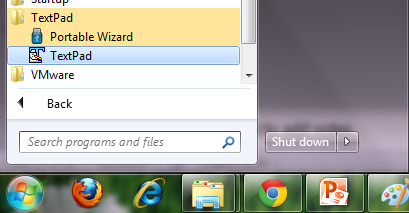 Startup
TextPad
Portable Wizard
TextPad
VMware
Back
Search programs and files
Shut down